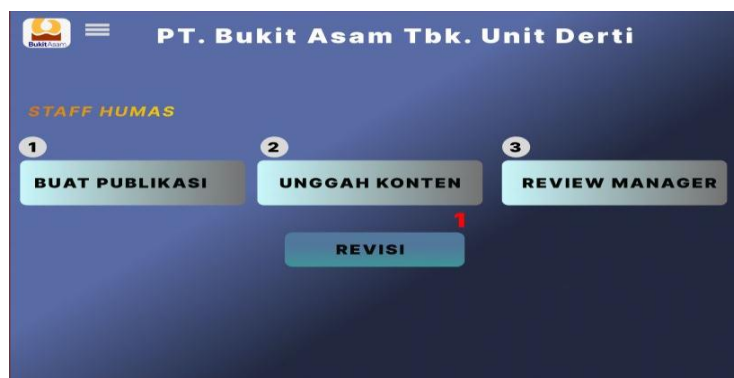 BukitAsam
PT. Bukit Asam Tbk. Unit Derti
STAFF HUMAS
1
2
3
BUAT PUBLIKASI
UNGGAH KONTEN
REVIEW MANAGER
1
REVISI